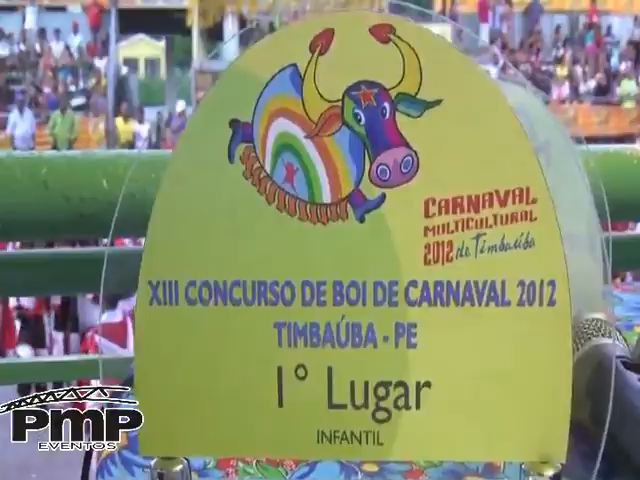 CARNAVAL
MULTICULTURAL
2012 de Timbaúba
XIII CONCURSO DE BOI DE CARNAVAL 2012
TIMBAÚBA - PE
1° Lugar
INFANTIL
PMP
EVENTOS